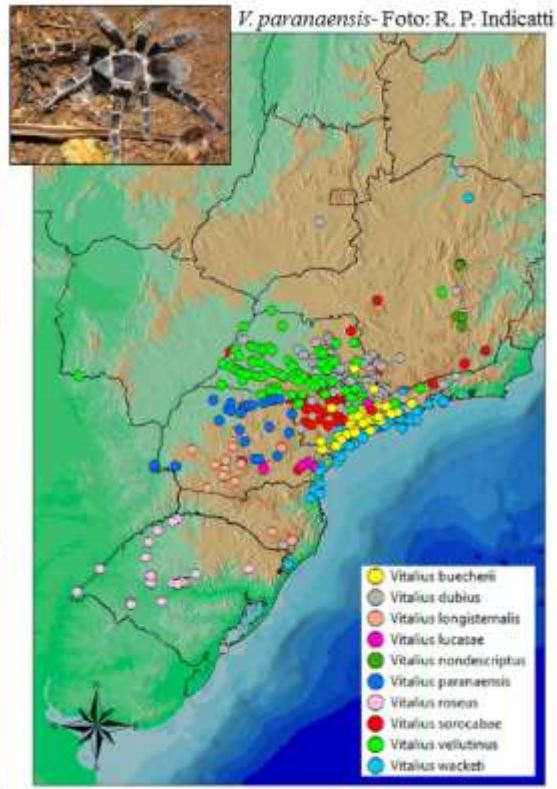 V. paranaensis- Foto: R. P. Indicatti
Vitalius buecherii
Vitalius dubius
Vitalius longisternalis
Vitalius lucasae
Vitalius nondescriptus
Vitalius paranaensis
Vitalius roseus
Vitalius sorocabae
Vitalius vellutinus
Vitalius wacketi